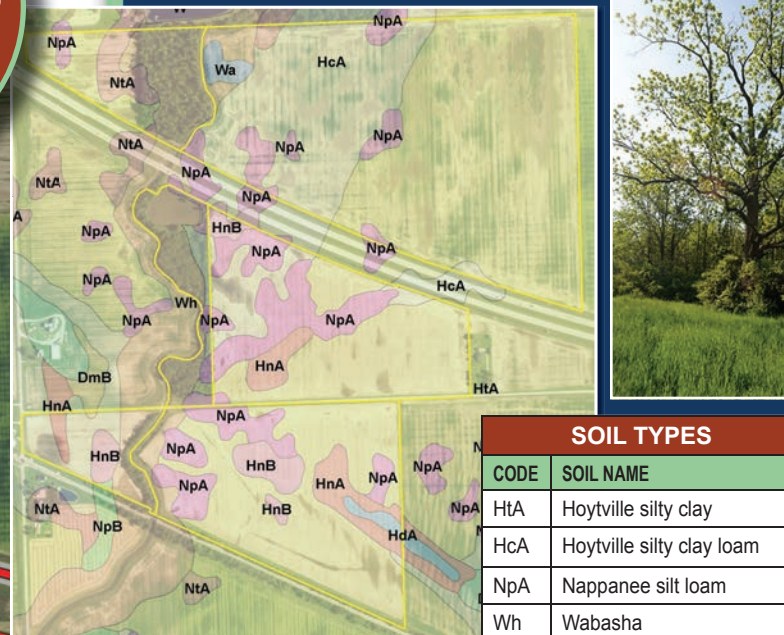 NpA
NpA
HcA
Wa
NtA
NpA
NtA
NpA
NpA
NtA
NpA
A
HnB
NpA
NpA
NpA
NpA
HcA
Wh
NpA
NpA
NpA
HnA
DmB
HtA
HnA
NpA
NpA
HnB
HnB
NpA
HnA
NpA
NpA
HnB
NtA
NpB
NpA
HdA
NtA
SOIL TYPES
CODE SOIL NAME
HtA Hoytville silty clay
HcA Hoytville silty clay loam
NpA Nappanee silt loam
Wh Wabasha